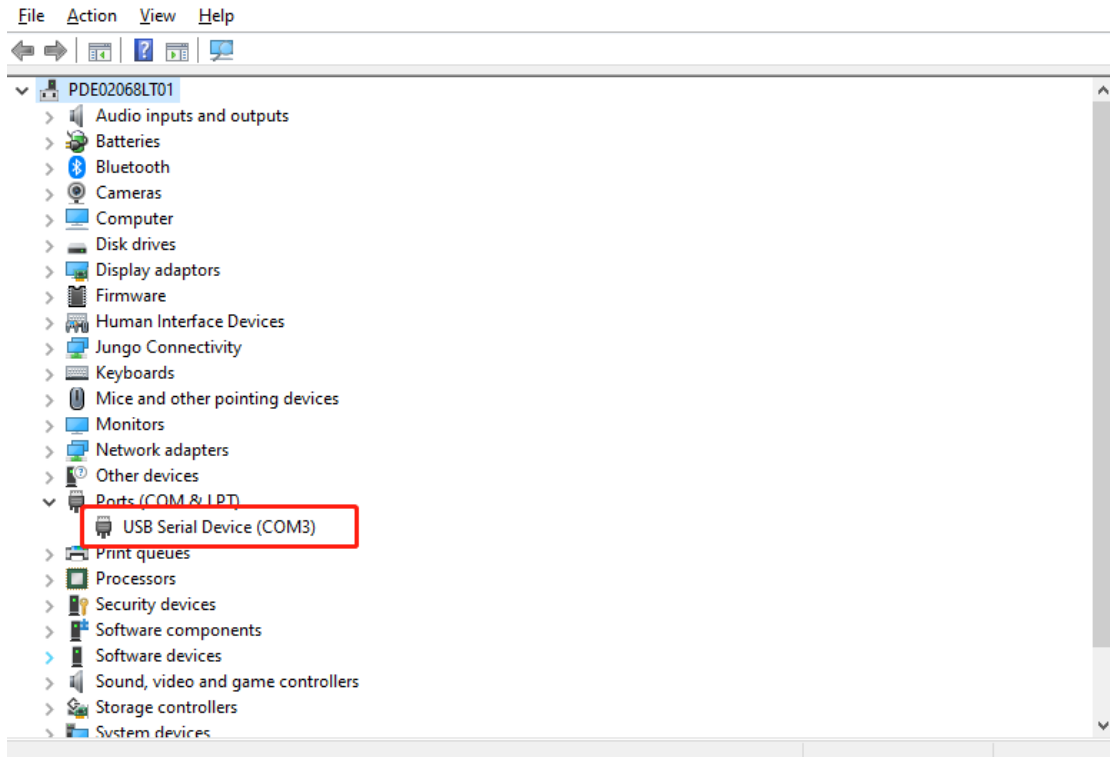 File Action View Help
PDE02068LT01
Audio inputs and outputs
Batteries
Bluetooth
Cameras
Computer
Disk drives
Display adaptors
Firmware
Human Interface Devices
Jungo Connectivity
Keyboards
Mice and other pointing devices
Monitors
Network adapters
Other devices
Ports (COM & LPT)
USB Serial Device (COM3)
Print queues
Processors
Security devices
Software components
Software devices
Sound, video and game controllers
Storage controllers
System devices